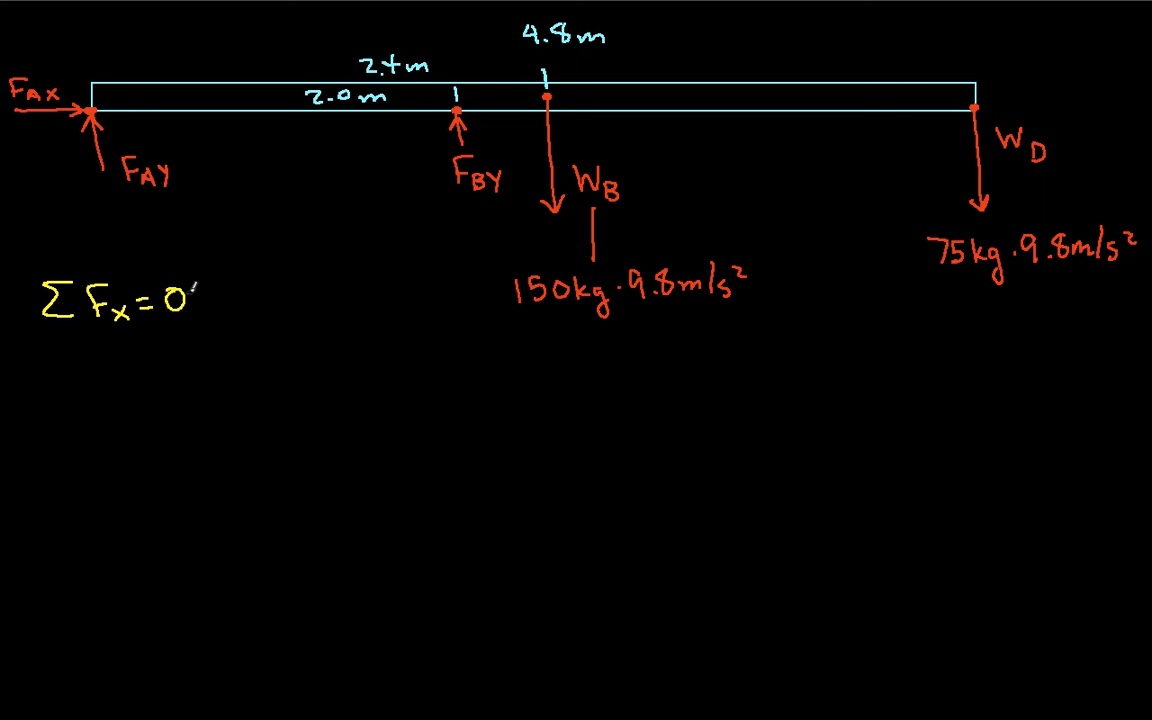 4.8m
2.4m
2.0m
FAX
FAY
FBY
WB
WD
150kg·9.8m/s²
75kg·9.8m/s²
ΣFx=0